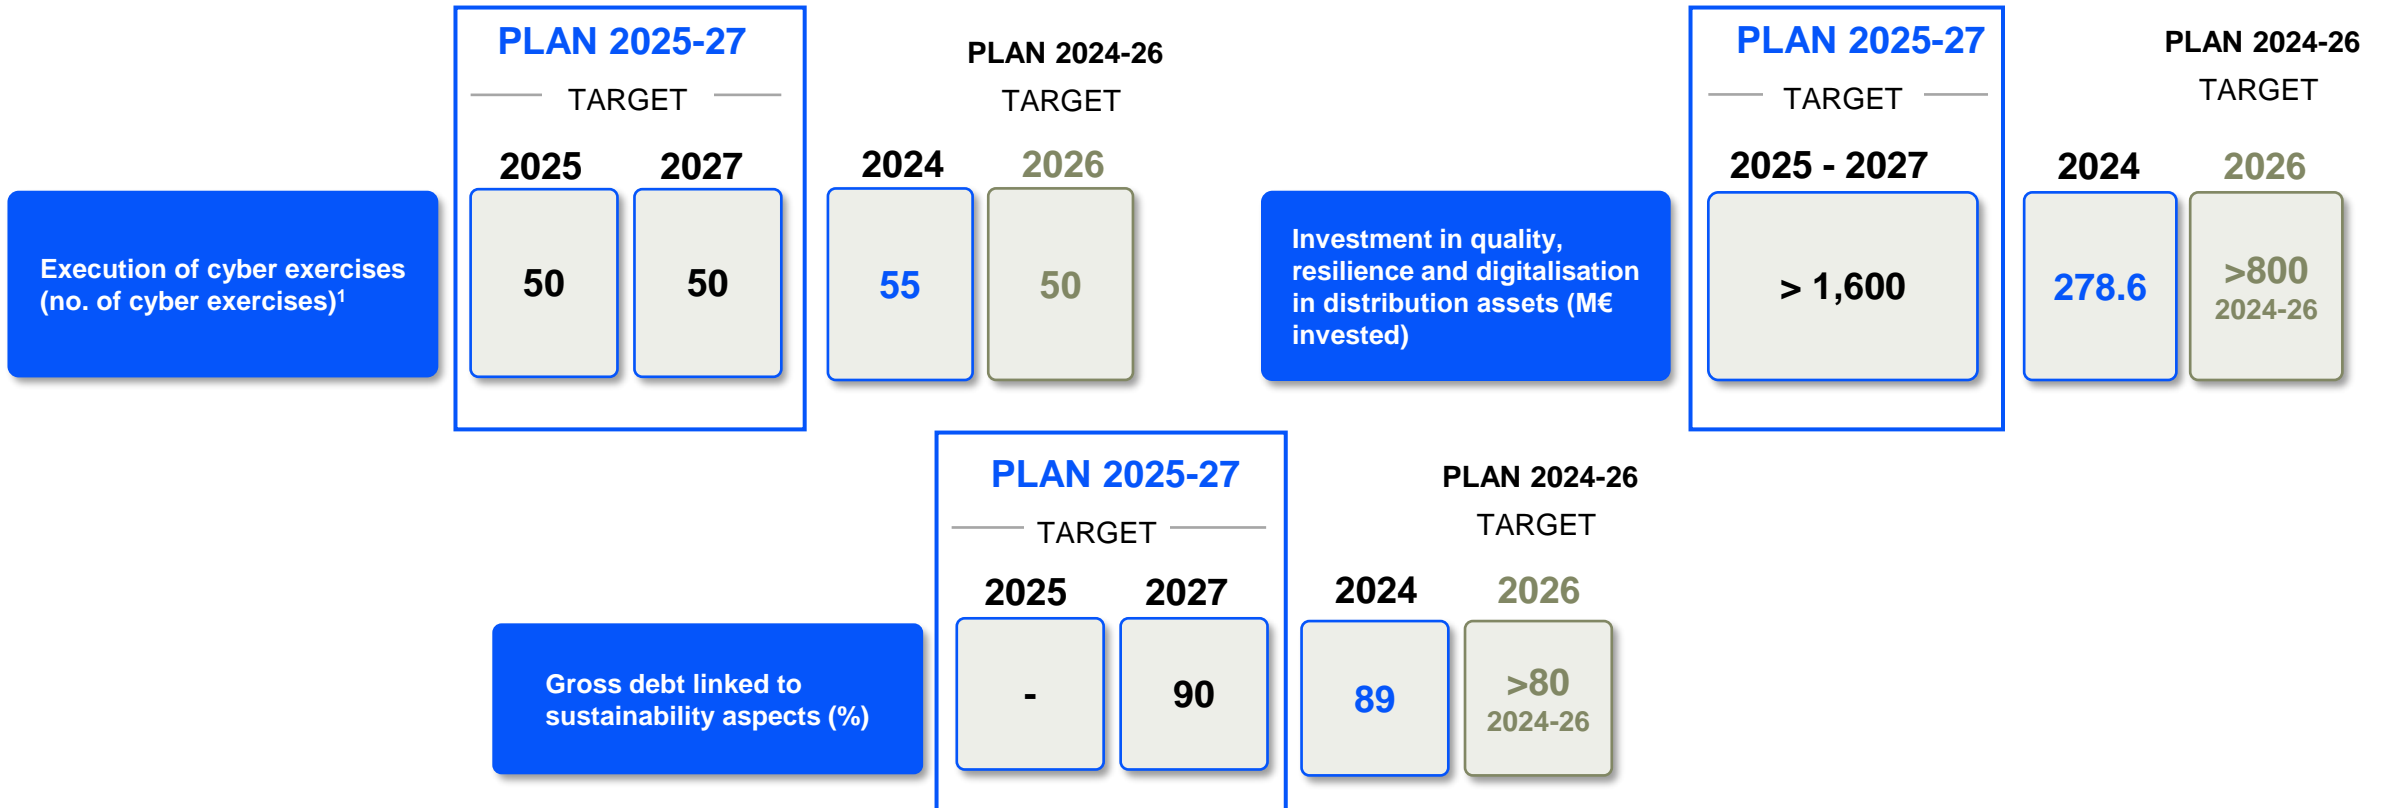 PLAN 2025-27
TARGET
2025 2027
PLAN 2024-26
TARGET
2024 2026
Execution of cyber exercises
(no. of cyber exercises)¹
50 50 55 50
PLAN 2025-27
TARGET
2025 - 2027
PLAN 2024-26
TARGET
2024 2026
Investment in quality,
resilience and digitalisation
in distribution assets (M€
invested)
> 1,600 278.6 >800
2024-26
PLAN 2025-27
TARGET
2025 2027
PLAN 2024-26
TARGET
2024 2026
Gross debt linked to
sustainability aspects (%)
- 90 89 >80
2024-26